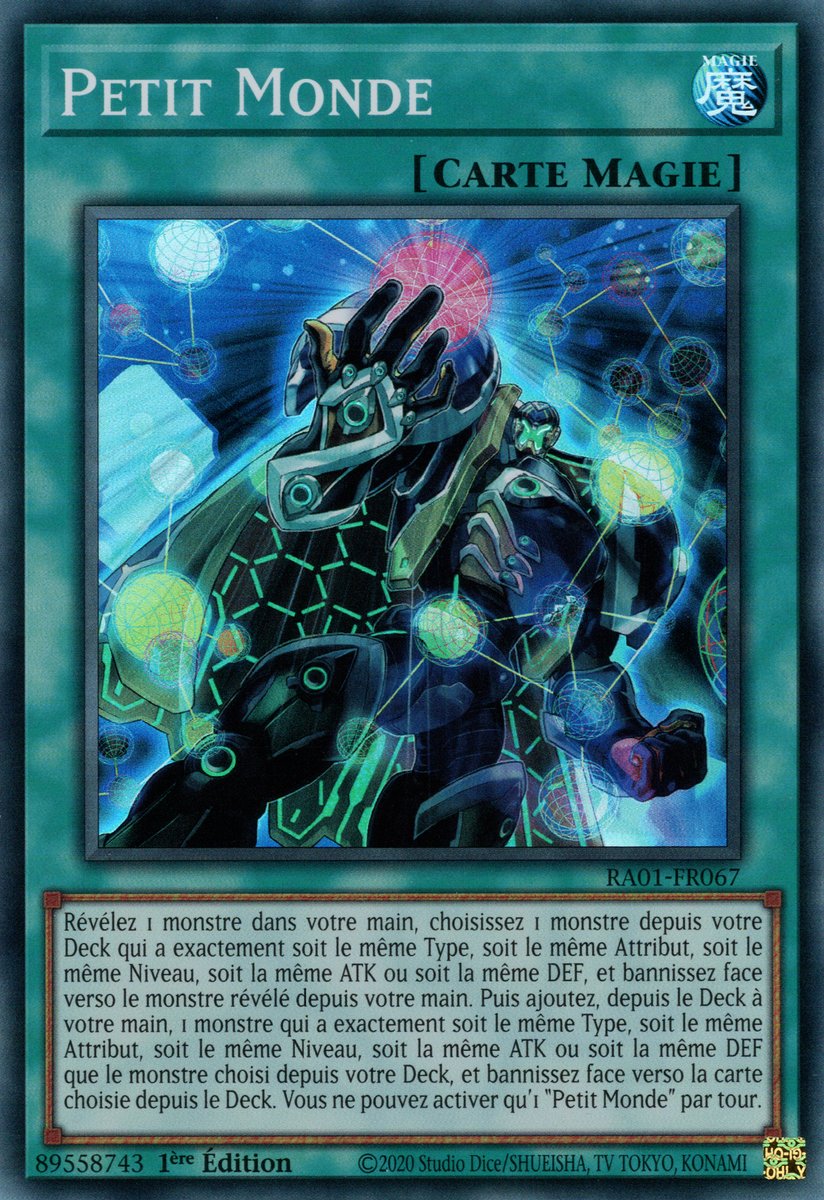 Petit Monde
MAGIE
魔
[Carte Magie]
RA01-FR067
Révélez 1 monstre dans votre main, choisissez 1 monstre depuis votre
Deck qui a exactement soit le même Type, soit le même Attribut, soit le
même Niveau, soit la même ATK ou soit la même DEF, et bannissez face
verso le monstre révélé depuis votre main. Puis ajoutez, depuis le Deck à
votre main, 1 monstre qui a exactement soit le même Type, soit le même
Attribut, soit le même Niveau, soit la même ATK ou soit la même DEF
que le monstre choisi depuis votre Deck, et bannissez face verso la carte
choisie depuis le Deck. Vous ne pouvez activer qu'1 "Petit Monde" par tour.
89558743 1ère Édition ©2020 Studio Dice/SHUEISHA, TV TOKYO, KONAMI